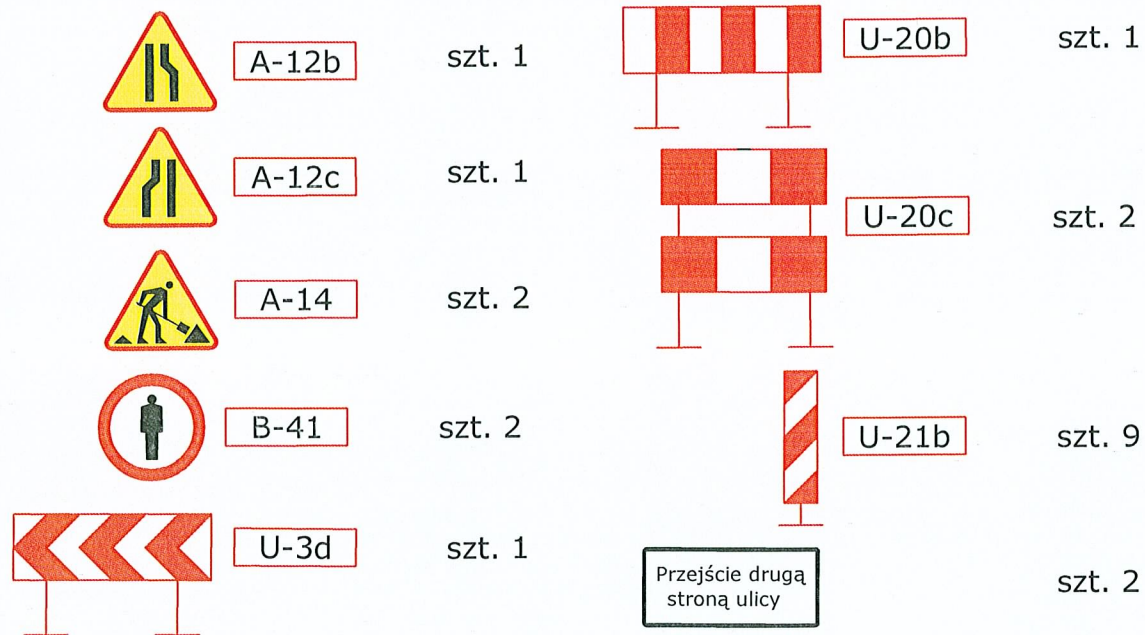 A-12b szt. 1
A-12c szt. 1
A-14 szt. 2
B-41 szt. 2
U-3d szt. 1
U-20b szt. 1
U-20c szt. 2
U-21b szt. 9
Przejście drugą
stroną ulicy
szt. 2